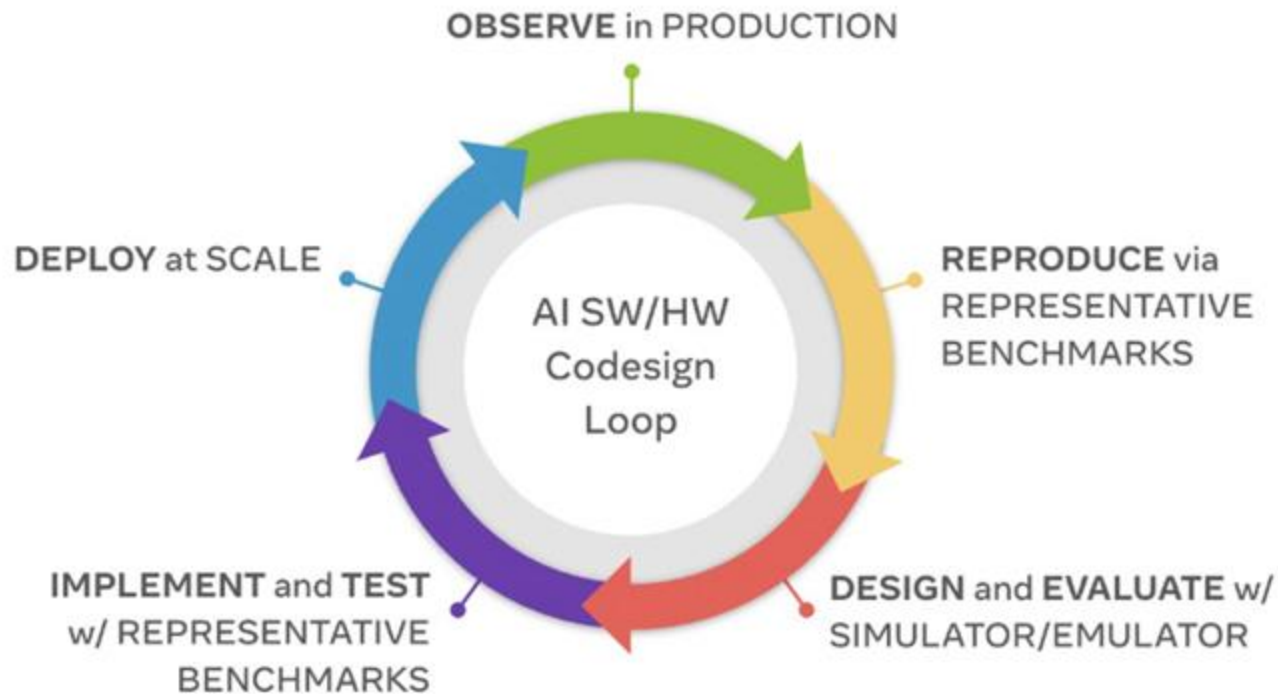 OBSERVE in PRODUCTION
REPRODUCE via
REPRESENTATIVE
BENCHMARKS
DESIGN and EVALUATE w/
SIMULATOR/EMULATOR
IMPLEMENT and TEST
w/ REPRESENTATIVE
BENCHMARKS
DEPLOY at SCALE
AI SW/HW
Codesign
Loop